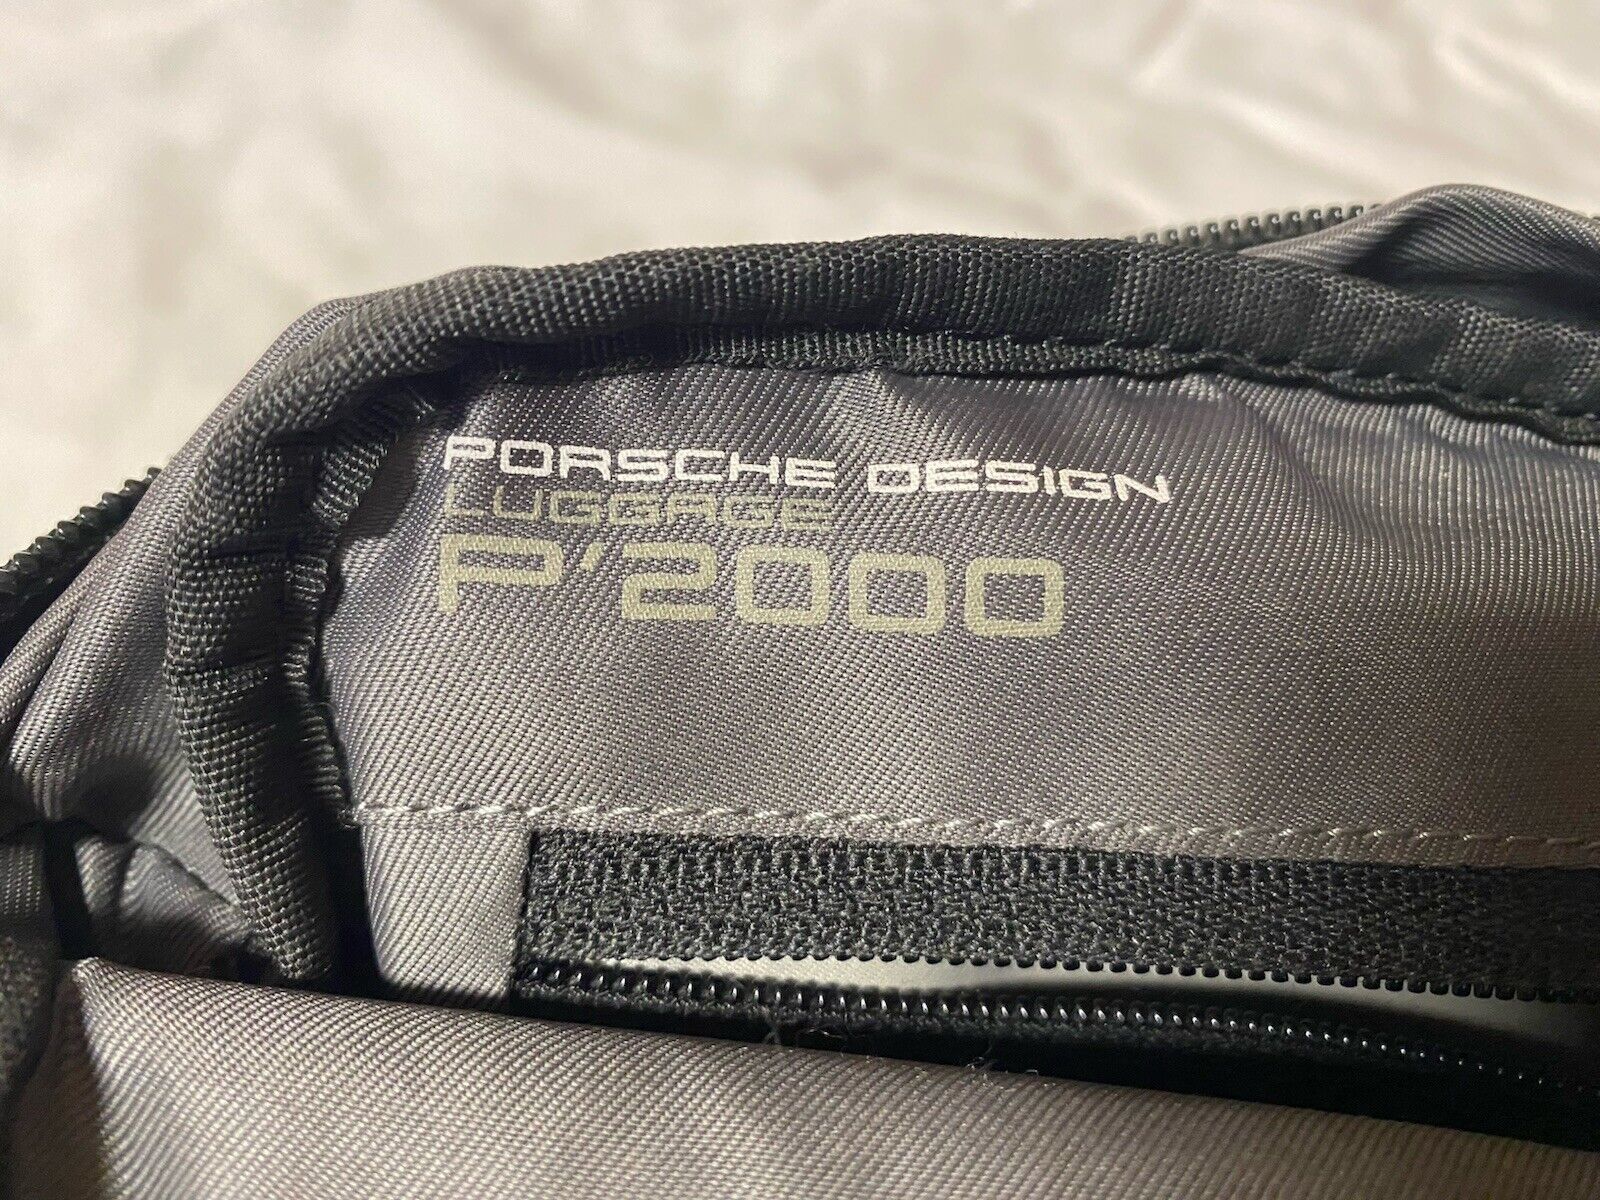 PORSCHE DESIGN
LUGGAGE
P'2000